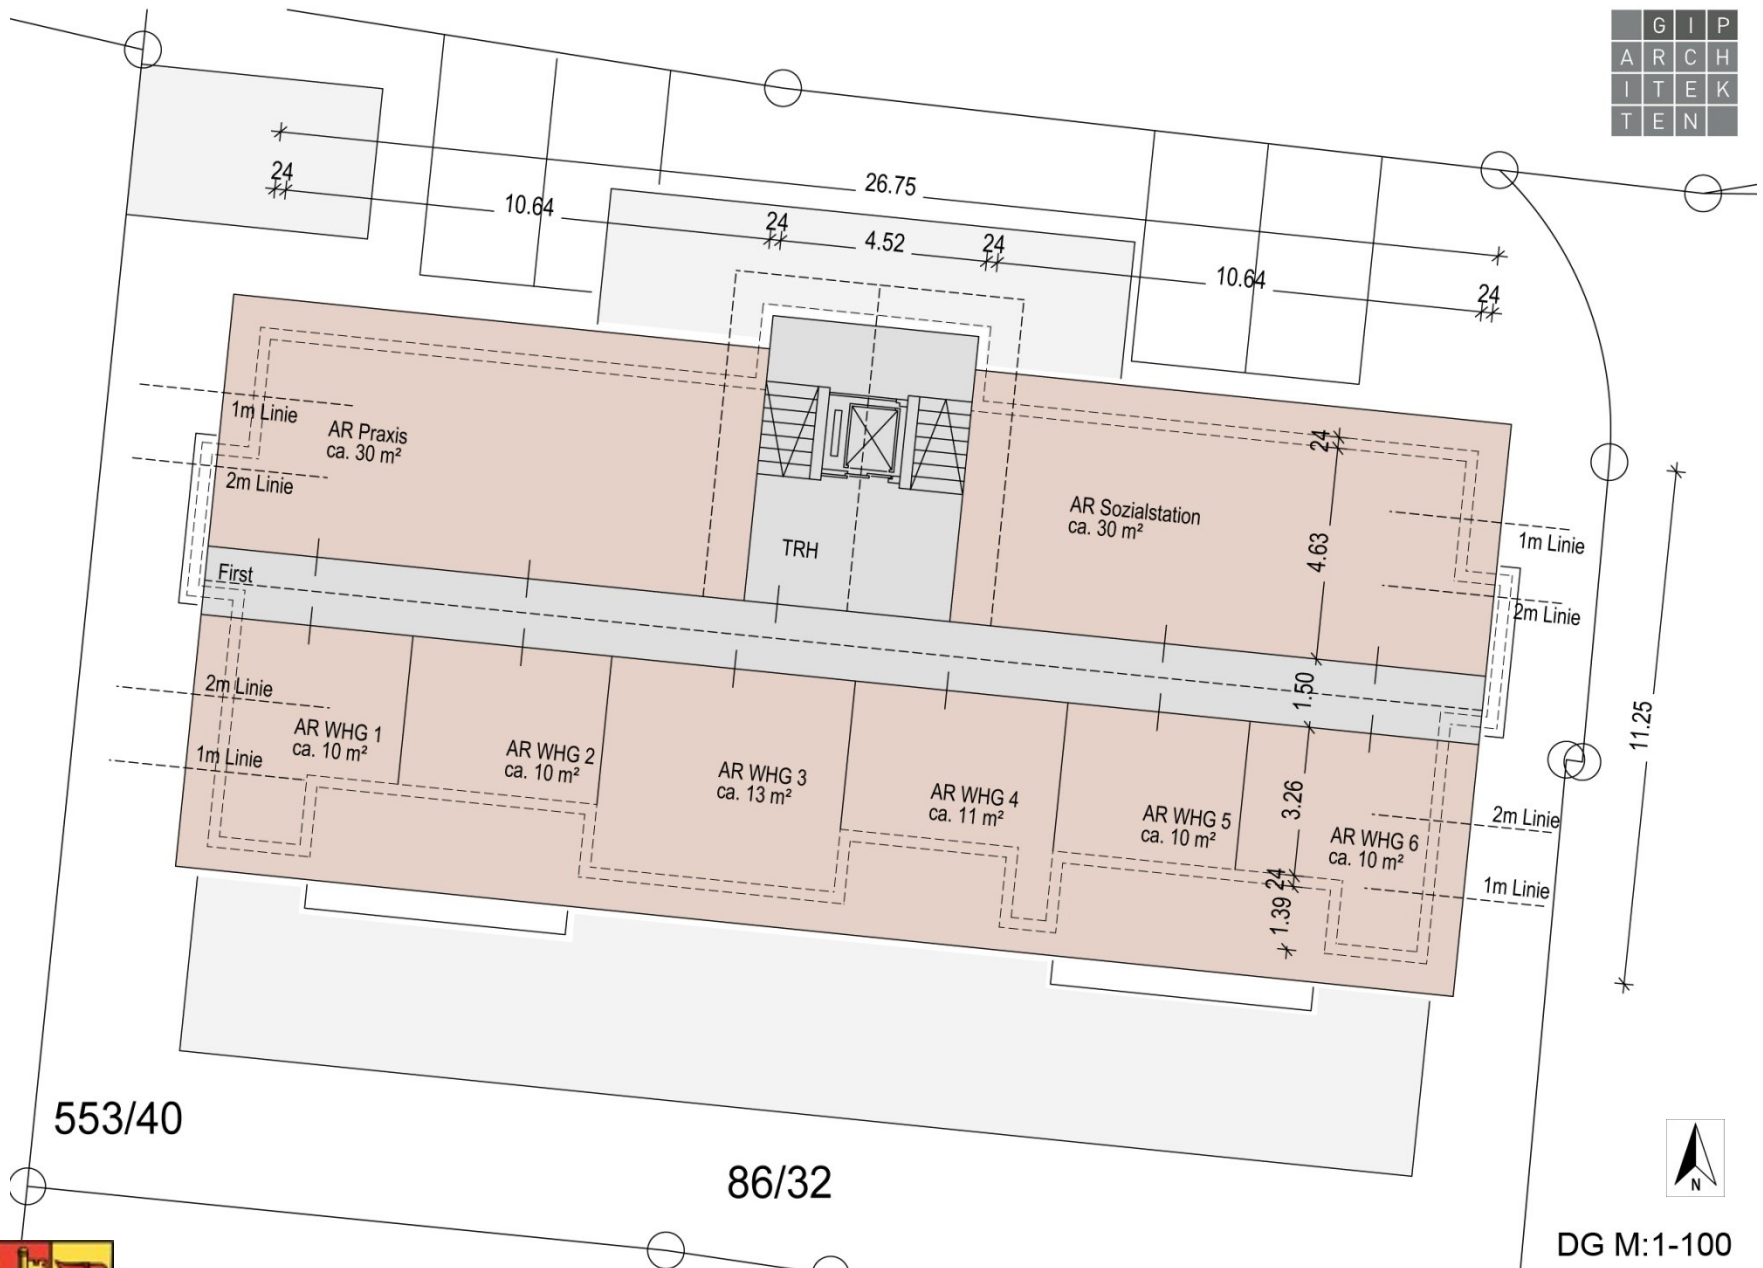 GIP
ARCH
ITEK
TEN
26.75
24
10.64
24
4.52
24
10.64
24
1m Linie
AR Praxis
ca. 30 m²
2m Linie
24
AR Sozialstation
ca. 30 m²
4.63
1m Linie
TRH
First
2m Linie
2m Linie
1.50
11.25
AR WHG 1
ca. 10 m²
1m Linie
AR WHG 2
ca. 10 m²
AR WHG 3
ca. 13 m²
AR WHG 4
ca. 11 m²
AR WHG 5
ca. 10 m²
3.26
2m Linie
AR WHG 6
ca. 10 m²
24
1m Linie
1.39
553/40
86/32
N
DG M:1-100